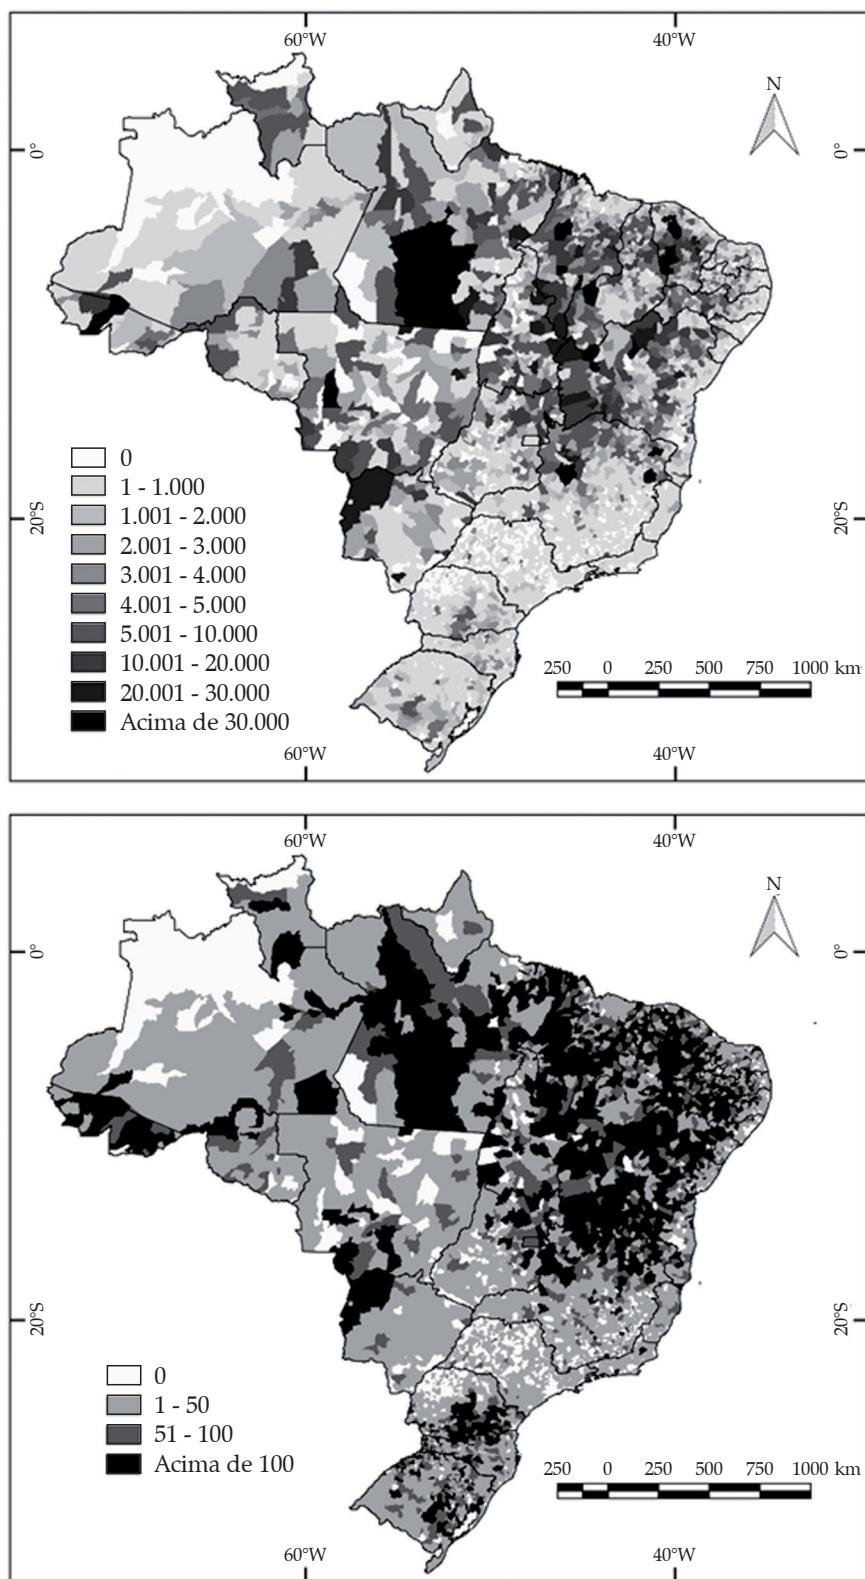 60°W
40°W
N
0°
0°
0
1 - 1.000
1.001 - 2.000
2.001 - 3.000
3.001 - 4.000
4.001 - 5.000
5.001 - 10.000
10.001 - 20.000
20.001 - 30.000
Acima de 30.000
20°S
20°S
250 0 250 500 750 1000 km
60°W
40°W
60°W
40°W
N
0°
0°
20°S
20°S
0
1 - 50
51 - 100
Acima de 100
250 0 250 500 750 1000 km
60°W
40°W